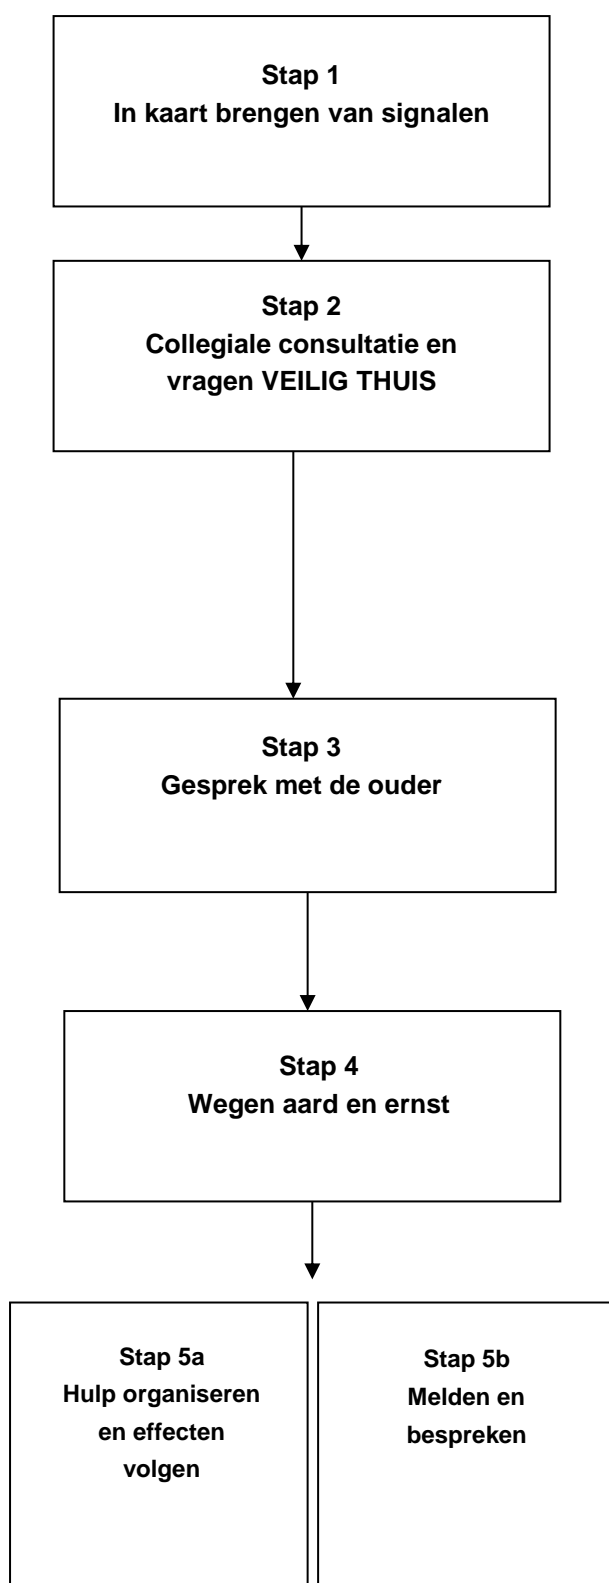 Stap 1
In kaart brengen van signalen
Stap 2
Collegiale consultatie en
vragen VEILIG THUIS
Stap 3
Gesprek met de ouder
Stap 4
Wegen aard en ernst
Stap 5a
Hulp organiseren
en effecten
volgen
Stap 5b
Melden en
bespreken